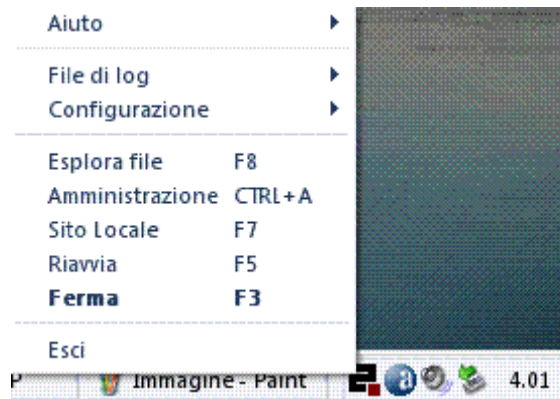 Aiuto
File di log
Configurazione
Esplora file F8
Amministrazione CTRL+A
Sito Locale F7
Riavvia F5
Ferma F3
Esci
P Immagine - Paint a 4.01